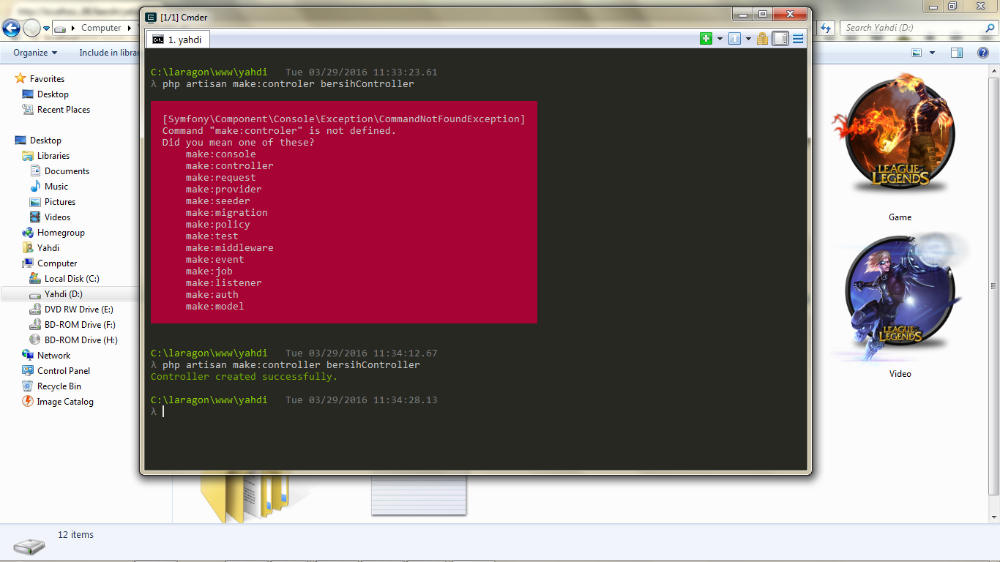 [1/1] Cmder
Computer
Search Yahdi (D:)
1. yahdi
Organize
Include in librar
Favorites
Desktop
Recent Places
Desktop
Libraries
Documents
Music
Pictures
Videos
Homegroup
Yahdi
Computer
Local Disk (C:)
Yahdi (D:)
DVD RW Drive (E:)
BD-ROM Drive (F:)
BD-ROM Drive (H:)
Network
Control Panel
Recycle Bin
Image Catalog
C:\laragon\www\yahdi Tue 03/29/2016 11:33:23.61
λ php artisan make:controler bersihController
[Symfony\Component\Console\Exception\CommandNotFoundException]
Command "make:controler" is not defined.
Did you mean one of these?
make:console
make:controller
make:request
make:provider
make:seeder
make:migration
make:policy
make:test
make:middleware
make:event
make:job
make:listener
make:auth
make:model
C:\laragon\www\yahdi Tue 03/29/2016 11:34:12.67
λ php artisan make:controller bersihController
Controller created successfully.
C:\laragon\www\yahdi Tue 03/29/2016 11:34:28.13
λ
LEAGUE
LEGENDS
Game
LEAGUE
LEGENDS
Video
12 items